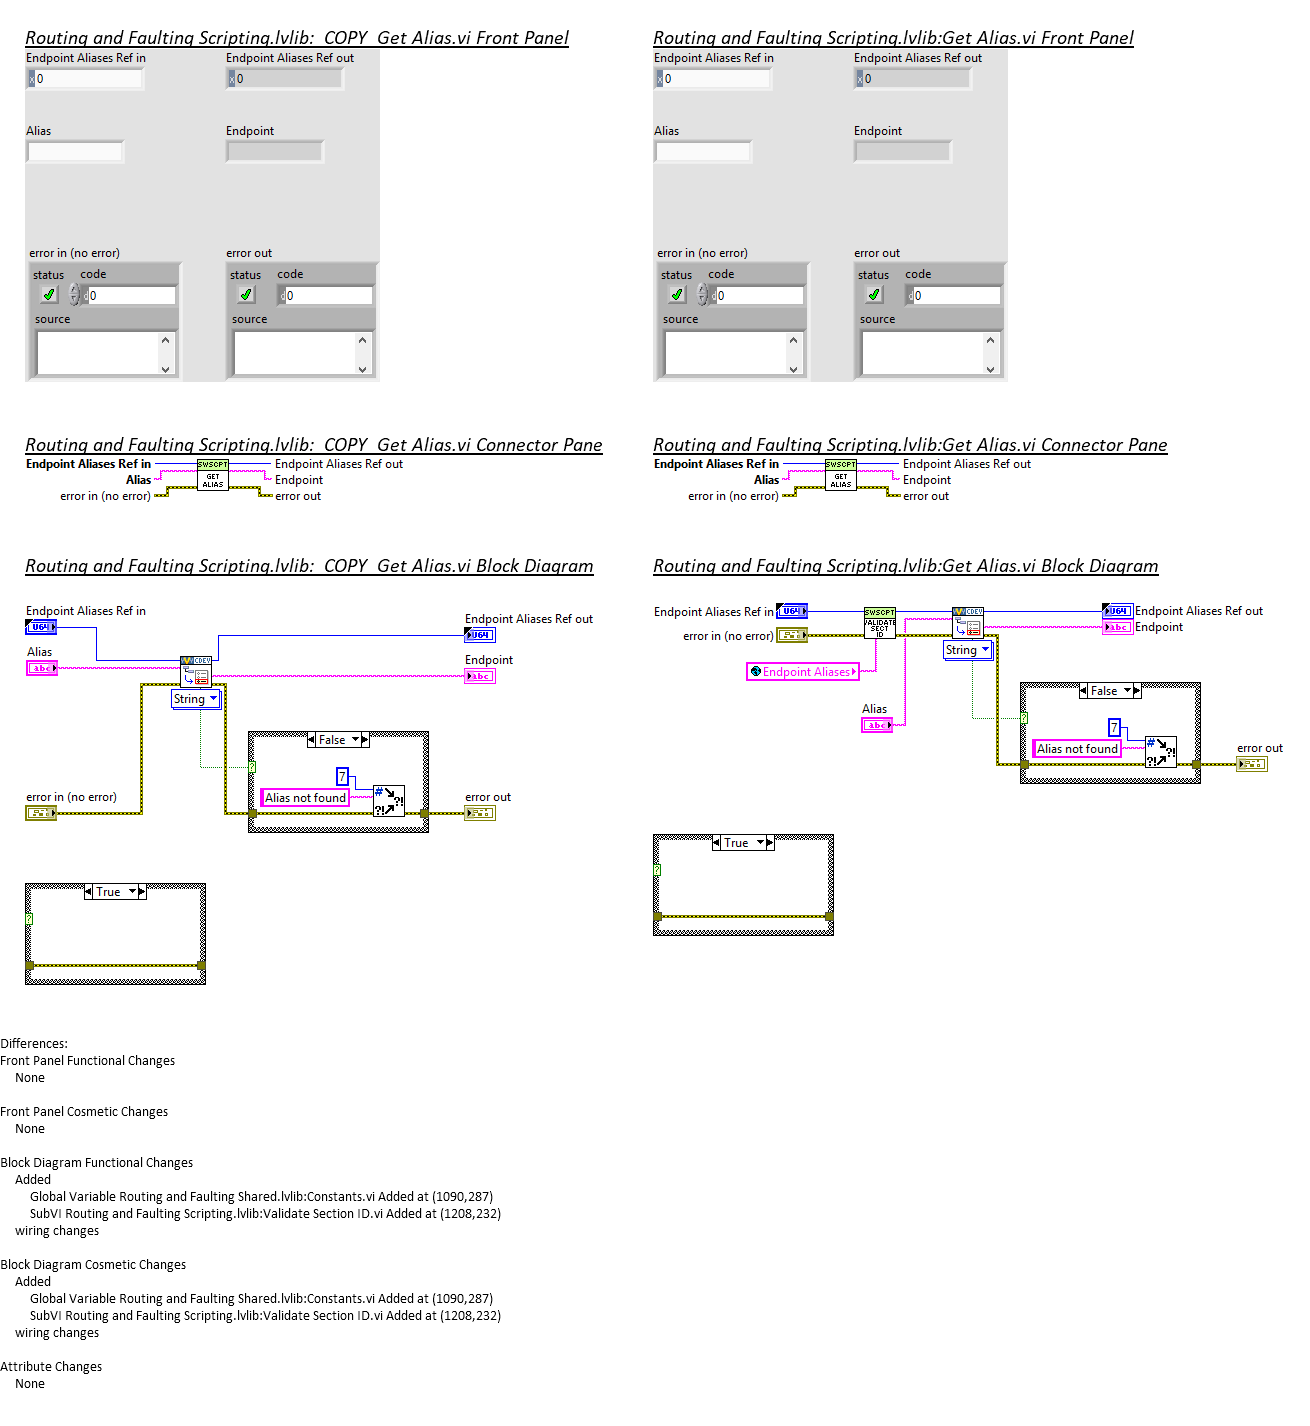 Routing and Faulting Scripting.lvlib:_COPY_Get Alias.vi Front Panel
Endpoint Aliases Ref in
Endpoint Aliases Ref out
x 0
x 0
Alias
Endpoint
error in (no error)
error out
status code
status code
d 0
d 0
source
source
Routing and Faulting Scripting.lvlib:Get Alias.vi Front Panel
Endpoint Aliases Ref in
Endpoint Aliases Ref out
x 0
x 0
Alias
Endpoint
error in (no error)
error out
status code
status code
d 0
d 0
source
source
Routing and Faulting Scripting.lvlib:_COPY_Get Alias.vi Connector Pane
Endpoint Aliases Ref in
Alias
error in (no error)
SWSCPT
GET
ALIAS
Endpoint Aliases Ref out
Endpoint
error out
Routing and Faulting Scripting.lvlib:Get Alias.vi Connector Pane
Endpoint Aliases Ref in
Alias
error in (no error)
SWSCPT
GET
ALIAS
Endpoint Aliases Ref out
Endpoint
error out
Routing and Faulting Scripting.lvlib:_COPY_Get Alias.vi Block Diagram
Endpoint Aliases Ref in
U64
Alias
abc
CDEV
String
Endpoint Aliases Ref out
U64
Endpoint
abc
False
?
7
Alias not found
# ?!
?!
error in (no error)
error out
True
?
Routing and Faulting Scripting.lvlib:Get Alias.vi Block Diagram
Endpoint Aliases Ref in
U64
error in (no error)
SWSCPT
VALIDATE
SECT
ID
CDEV
String
U64
Endpoint Aliases Ref out
abc
Endpoint
Endpoint Aliases
Alias
abc
False
?
7
Alias not found
# ?!
?!
error out
True
?
Differences:
Front Panel Functional Changes
None
Front Panel Cosmetic Changes
None
Block Diagram Functional Changes
Added
Global Variable Routing and Faulting Shared.lvlib:Constants.vi Added at (1090,287)
SubVI Routing and Faulting Scripting.lvlib:Validate Section ID.vi Added at (1208,232)
wiring changes
Block Diagram Cosmetic Changes
Added
Global Variable Routing and Faulting Shared.lvlib:Constants.vi Added at (1090,287)
SubVI Routing and Faulting Scripting.lvlib:Validate Section ID.vi Added at (1208,232)
wiring changes
Attribute Changes
None